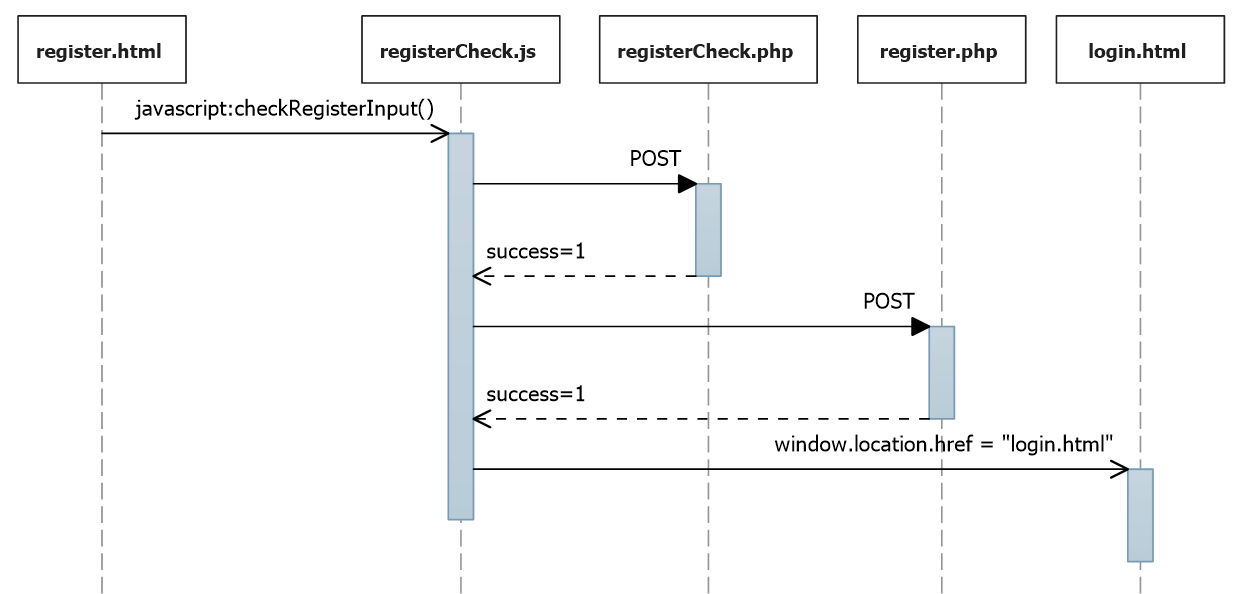 register.html
registerCheck.js
registerCheck.php
register.php
login.html
javascript:checkRegisterInput()
POST
success=1
POST
success=1
window.location.href = "login.html"